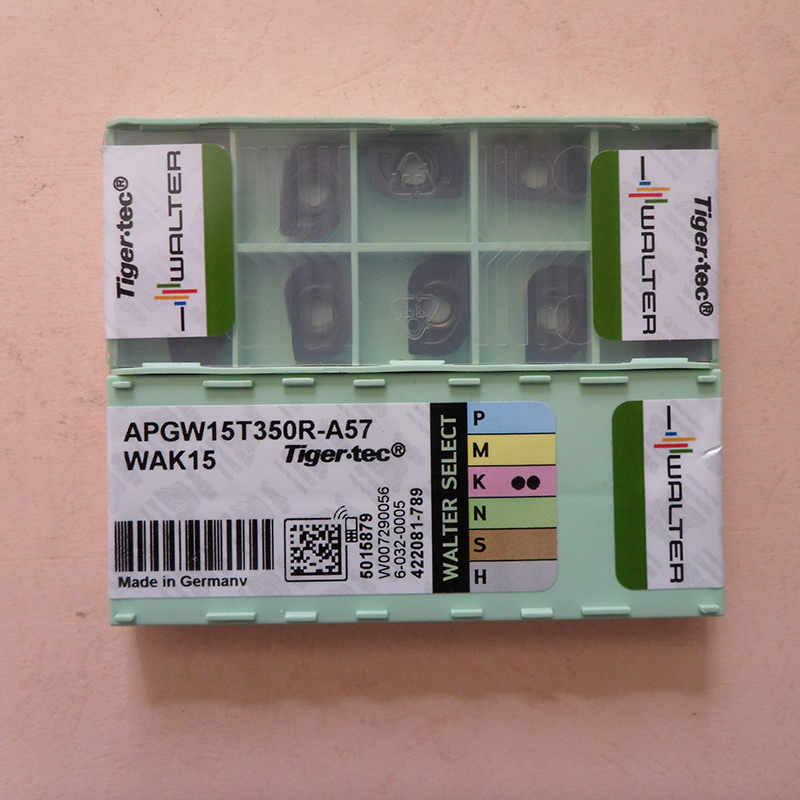 Tiger·tec®
WALTER
Tiger·tec®
WALTER
APGW15T350R-A57
WAK15
Tiger·tec®
Made in Germany
5015879
W007290056
6-032-0005
422081-789
WALTER SELECT
P
M
K
N
S
H
WALTER